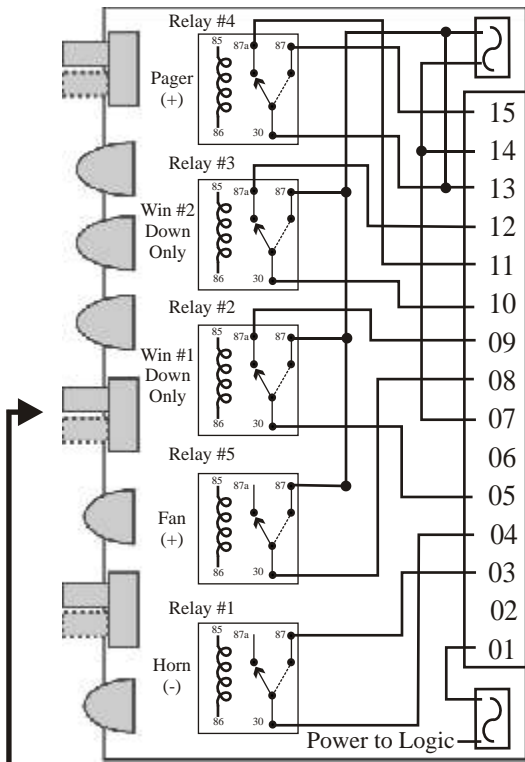 Relay #4
85
87a
87
Pager
(+)
86
30
Relay #3
85
87a
87
Win #2
Down
Only
86
30
Relay #2
85
87a
87
Win #1
Down
Only
86
30
Relay #5
85
87a
87
Fan
(+)
86
30
Relay #1
85
87a
87
Horn
(-)
86
30
15
14
13
12
11
10
09
08
07
06
05
04
03
02
01
Power to Logic